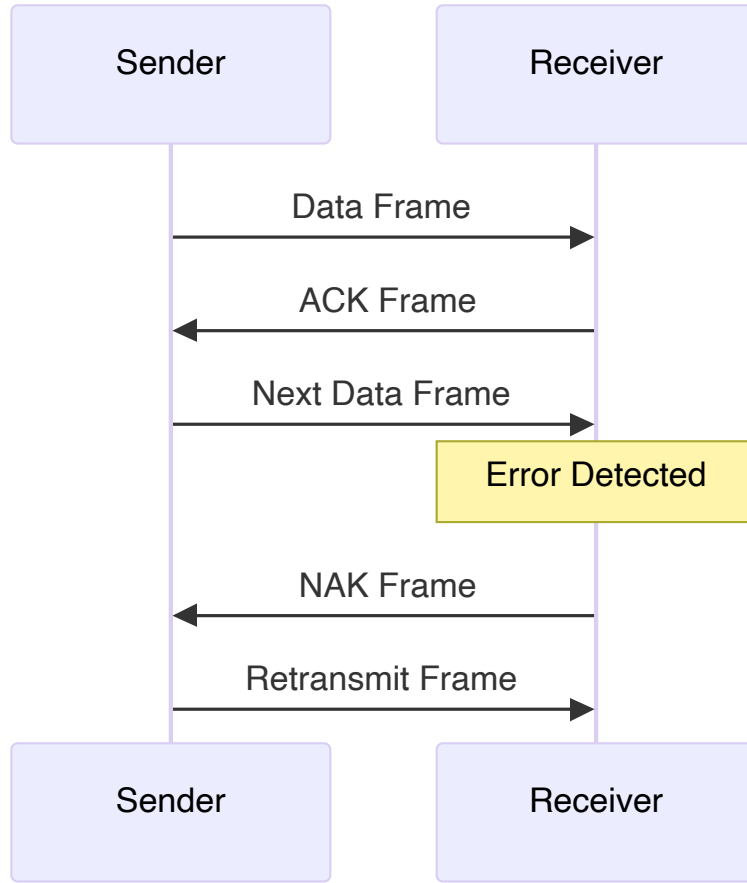 Sender
Receiver
Data Frame
ACK Frame
Next Data Frame
Error Detected
NAK Frame
Retransmit Frame
Sender
Receiver